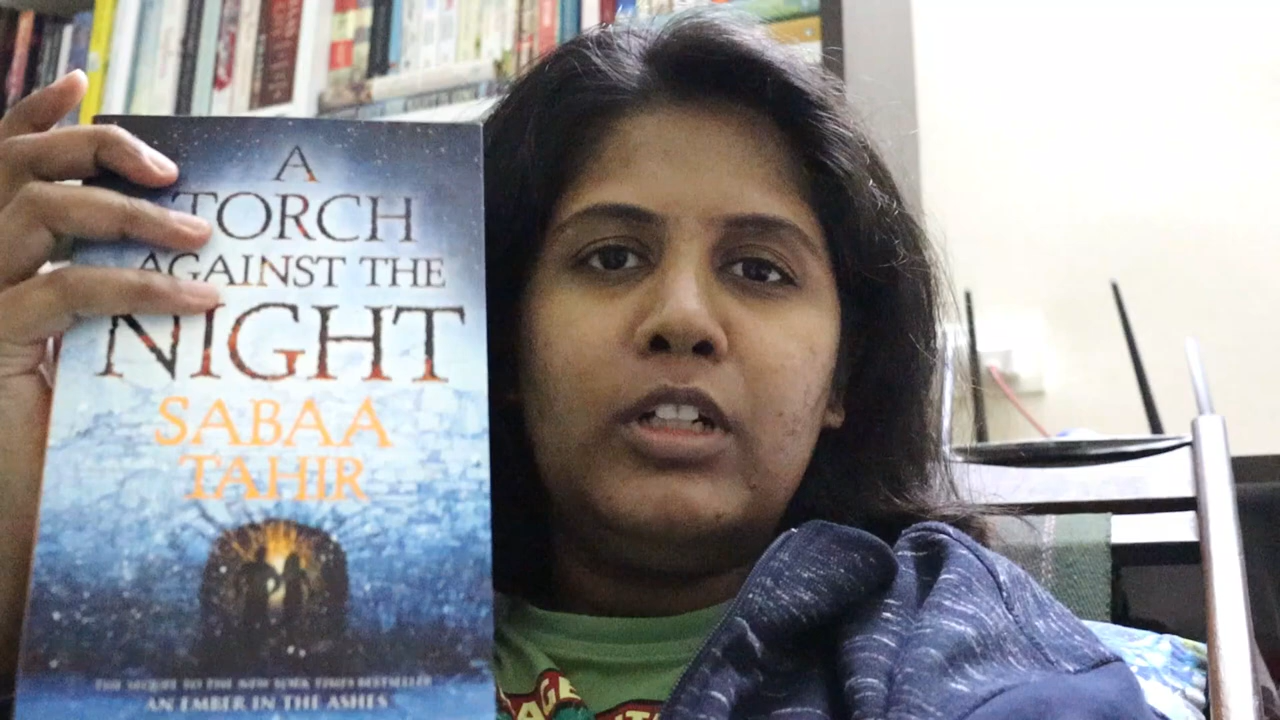 A
TORCH
AGAINST THE
NIGHT
SABAA
TAHIR
THE SEQUEL TO THE NEW YORK TIMES BESTSELLER
AN EMBER IN THE ASHES
AGE